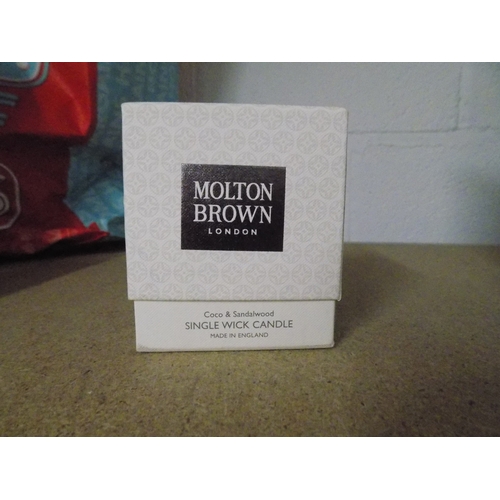 MOLTON
BROWN
LONDON
Coco & Sandalwood
SINGLE WICK CANDLE
MADE IN ENGLAND